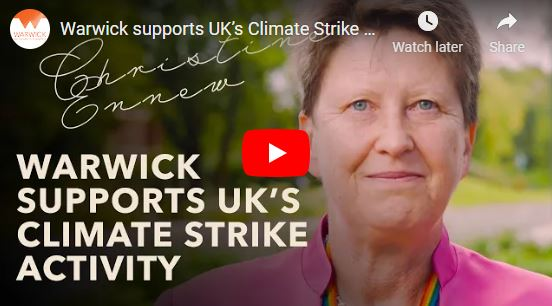 WARWICK
Warwick supports UK’s Climate Strike ...
Watch later
Share
Christine
Ennew
WARWICK
SUPPORTS UK’S
CLIMATE STRIKE
ACTIVITY